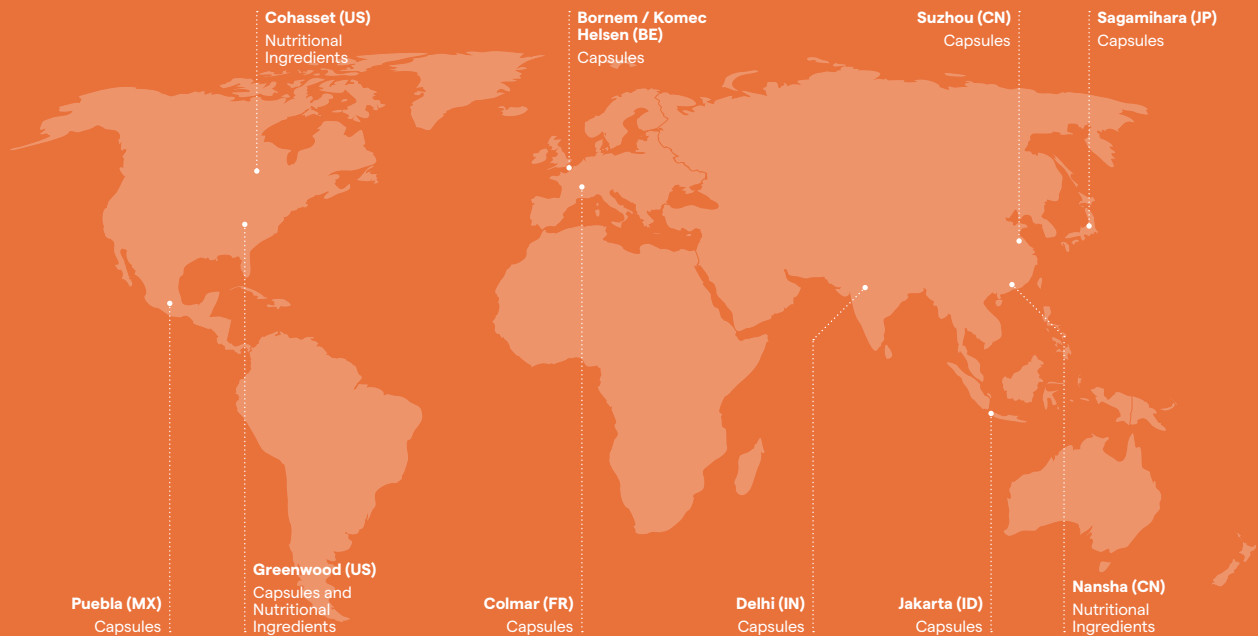 Cohasset (US)
Nutritional
Ingredients
Bornem / Komec
Helsen (BE)
Capsules
Suzhou (CN)
Capsules
Sagamihara (JP)
Capsules
Puebla (MX)
Capsules
Greenwood (US)
Capsules and
Nutritional
Ingredients
Colmar (FR)
Capsules
Delhi (IN)
Capsules
Jakarta (ID)
Capsules
Nansha (CN)
Nutritional
Ingredients